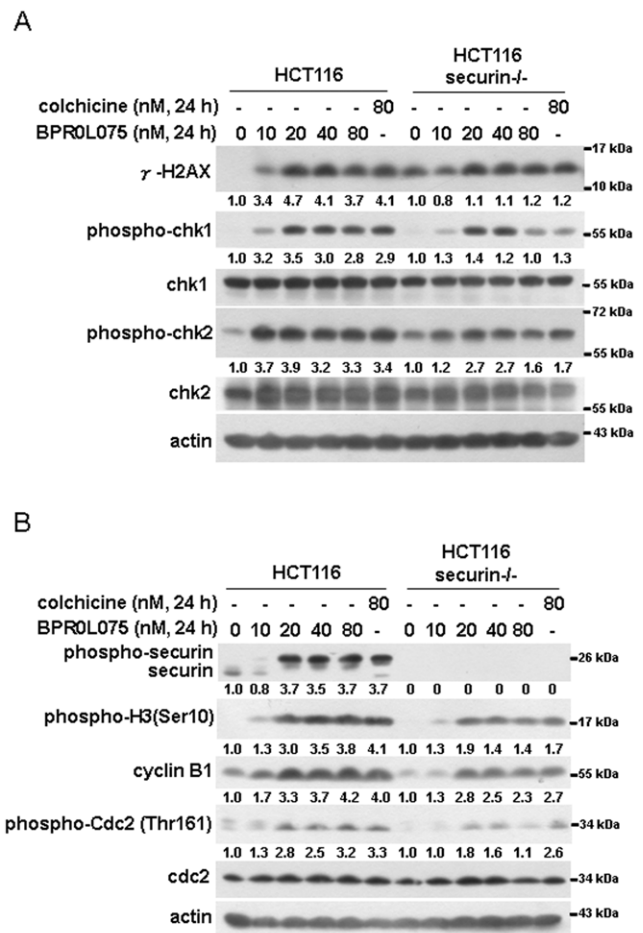 A
HCT116
HCT116
securin-/-
colchicine (nM, 24 h) - - - - - 80 - - - - - 80
BPR0L075 (nM, 24 h) 0 10 20 40 80 - 0 10 20 40 80 -
17 kDa
γ-H2AX
10 kDa
1.0 3.4 4.7 4.1 3.7 4.1 1.0 0.8 1.1 1.1 1.2 1.2
phospho-chk1
55 kDa
1.0 3.2 3.5 3.0 2.8 2.9 1.0 1.3 1.4 1.2 1.0 1.3
chk1
55 kDa
72 kDa
phospho-chk2
55 kDa
1.0 3.7 3.9 3.2 3.3 3.4 1.0 1.2 2.7 2.7 1.6 1.7
chk2
55 kDa
43 kDa
actin
B
HCT116
HCT116
securin-/-
colchicine (nM, 24 h) - - - - - 80 - - - - - 80
BPR0L075 (nM, 24 h) 0 10 20 40 80 - 0 10 20 40 80 -
phospho-securin
26 kDa
securin
1.0 0.8 3.7 3.5 3.7 3.7 0 0 0 0 0 0
phospho-H3(Ser10)
17 kDa
1.0 1.3 3.0 3.5 3.8 4.1 1.0 1.3 1.9 1.4 1.4 1.7
cyclin B1
55 kDa
1.0 1.7 3.3 3.7 4.2 4.0 1.0 1.3 2.8 2.5 2.3 2.7
phospho-Cdc2 (Thr161)
34 kDa
1.0 1.3 2.8 2.5 3.2 3.3 1.0 1.0 1.8 1.6 1.1 2.6
cdc2
34 kDa
43 kDa
actin